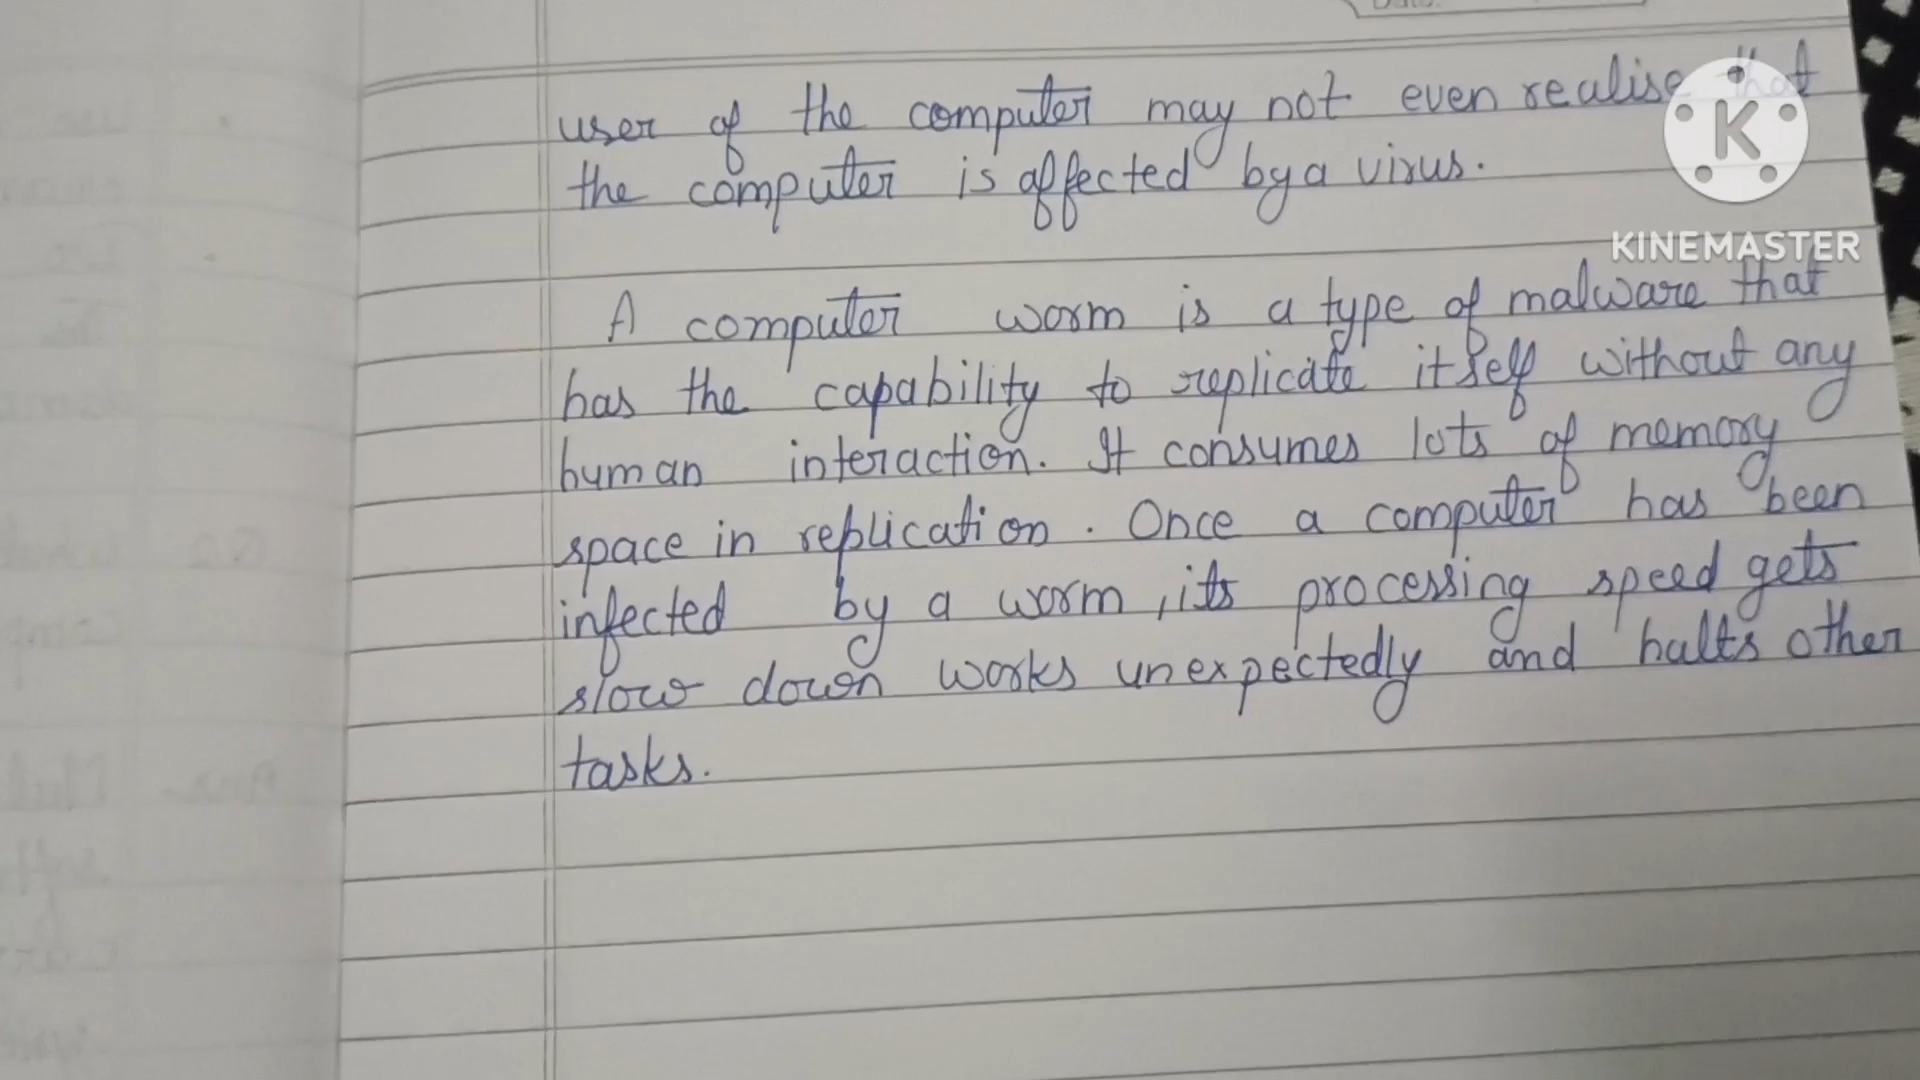 user of the computer may not even realise that
the computer is affected by a virus.
A computer worm is a type of malware that
has the capability to replicate itself without any
human interaction. It consumes lots of memory
space in replication. Once a computer has been
infected by a worm, its processing speed gets
slow down works unexpectedly and halts other
tasks.
K
KINEMASTER